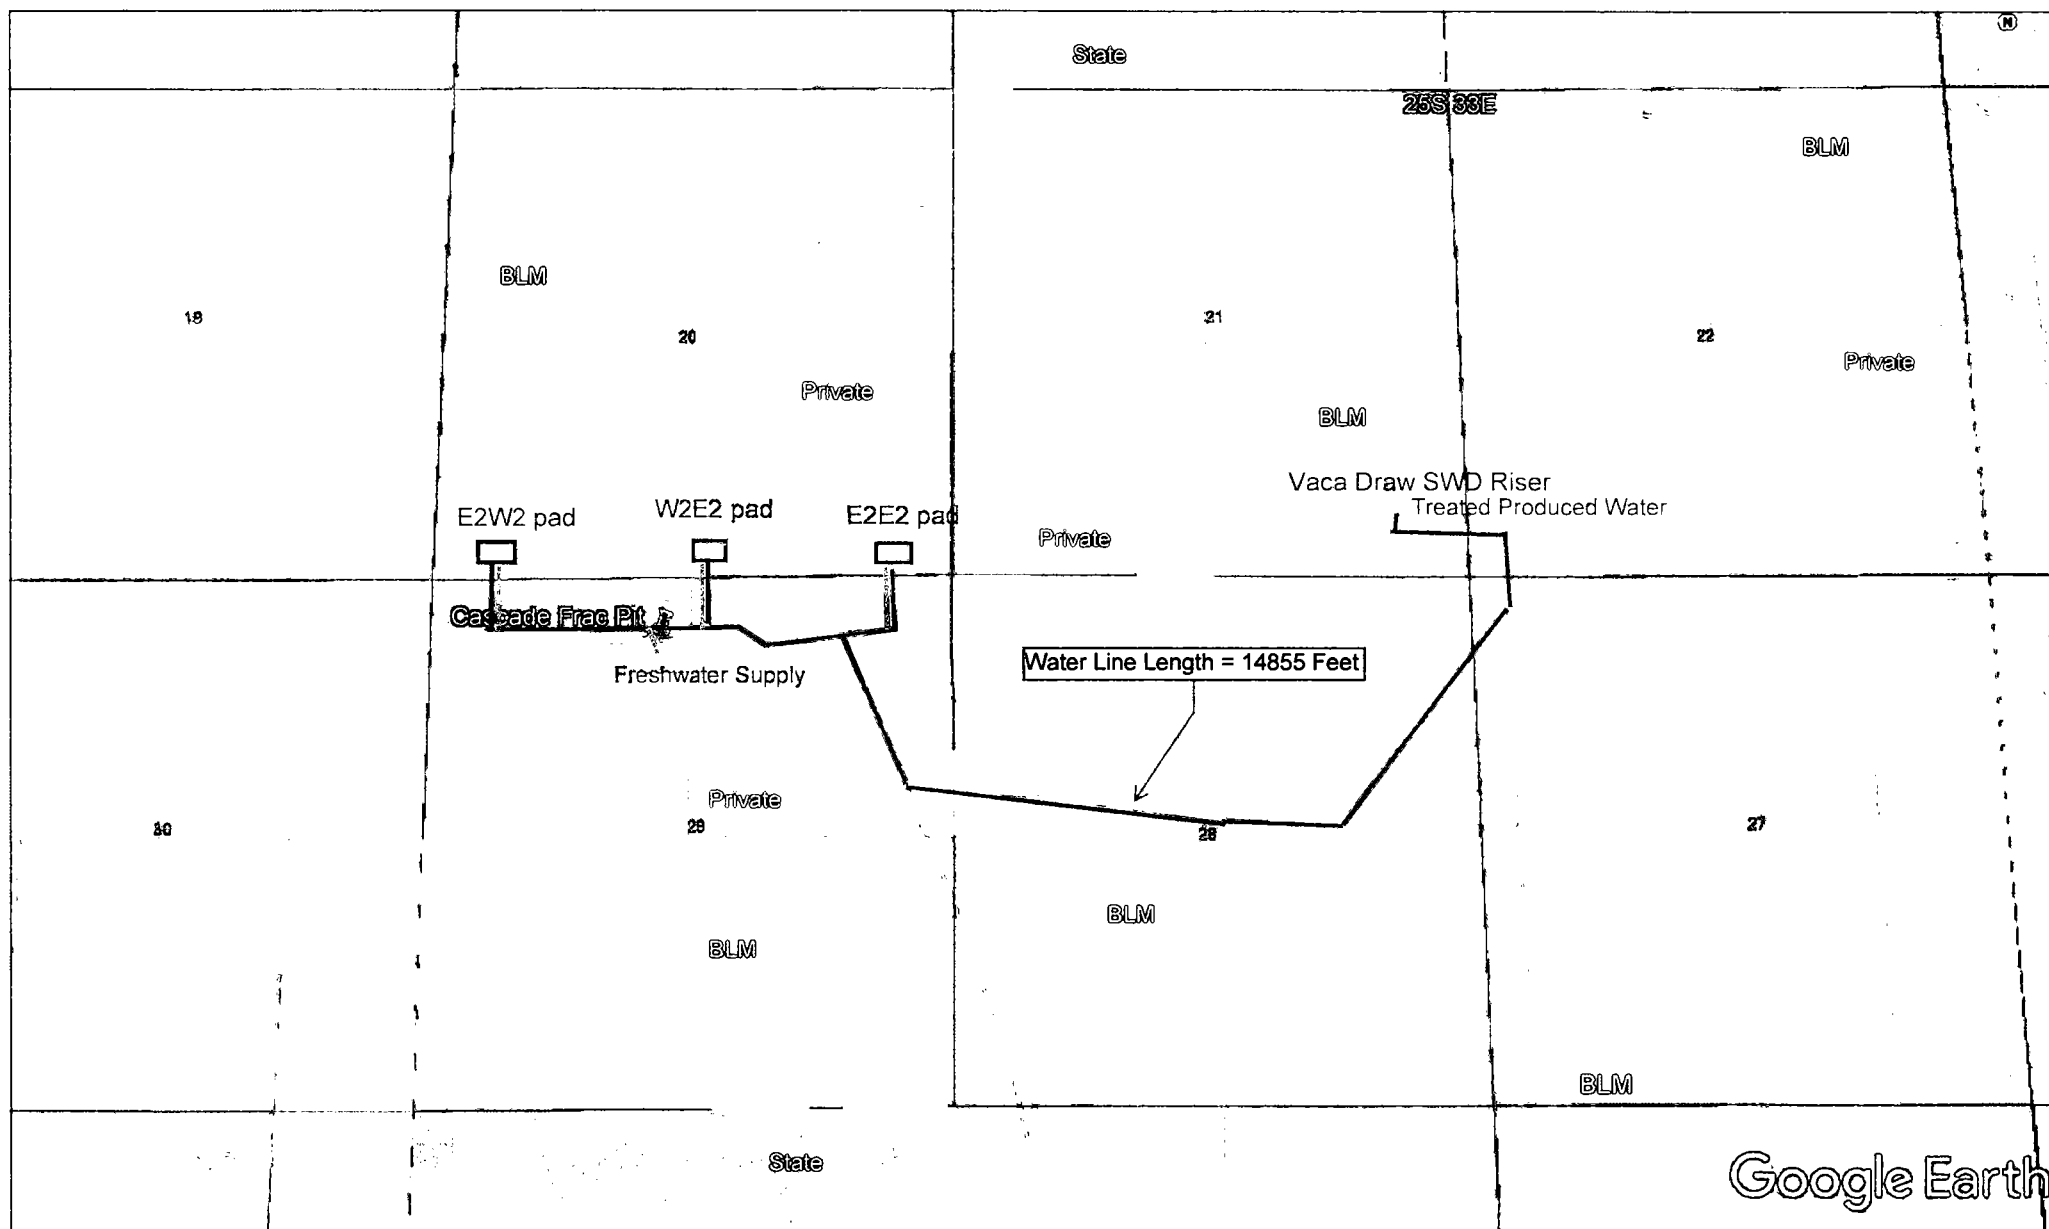 N
State
25S 33E
BLM
BLM
19
20
21
22
Private
Private
BLM
Vaca Draw SWD Riser
Treated Produced Water
E2W2 pad
W2E2 pad
E2E2 pad
Private
Cascade Frac Pit
Freshwater Supply
Water Line Length = 14855 Feet
Private
30
29
28
27
BLM
BLM
BLM
State
Google Earth